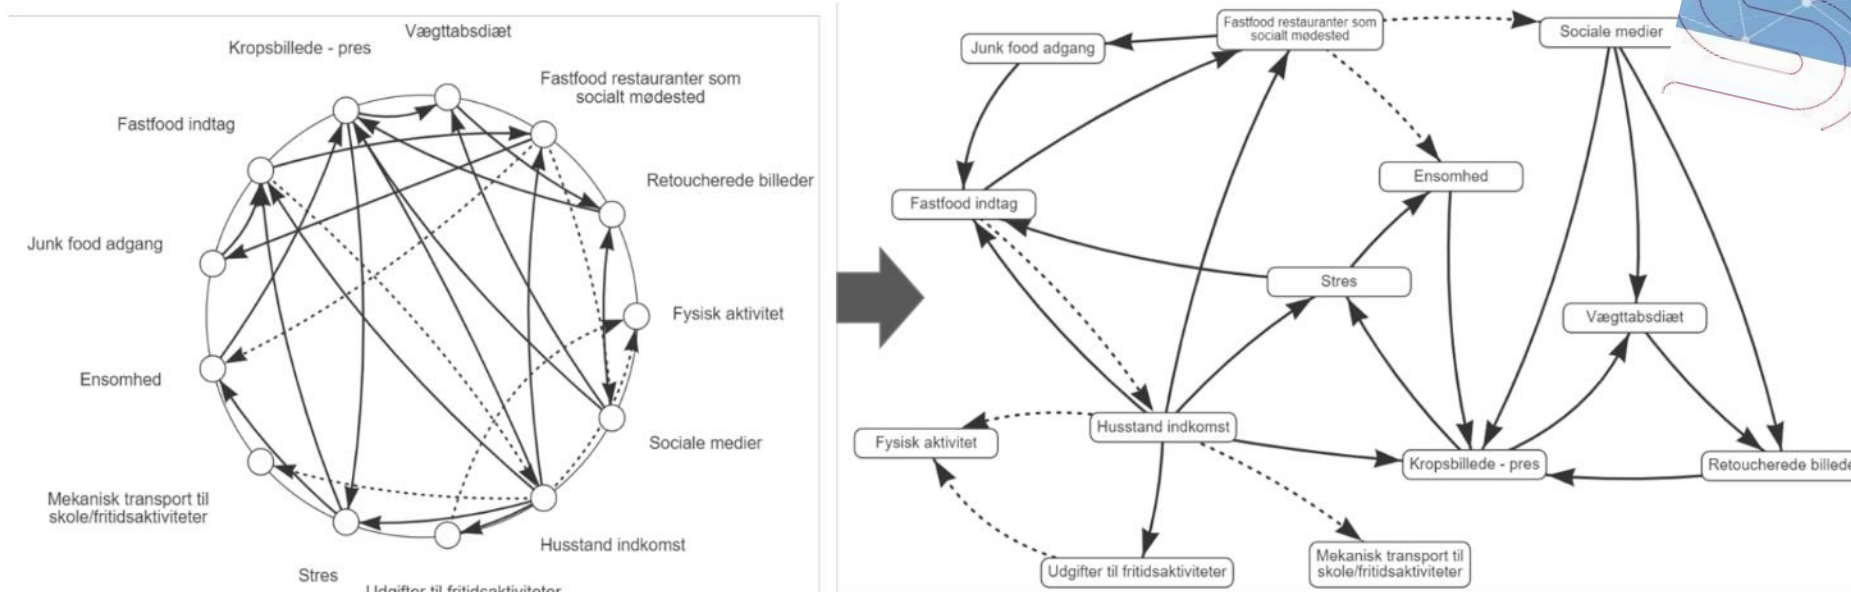 Vægttabsdiæt
Kropsbillede - pres
Fastfood restauranter som
socialt mødested
Fastfood indtag
Retoucherede billeder
Junk food adgang
Fysisk aktivitet
Ensomhed
Sociale medier
Mekanisk transport til
skole/fritidsaktiviteter
Husstand indkomst
Stres
Udgifter til fritidsaktiviteter
Fastfood restauranter som
socialt mødested
Sociale medier
Junk food adgang
Ensomhed
Fastfood indtag
Stres
Vægttabsdiæt
Husstand indkomst
Fysisk aktivitet
Kropsbillede - pres
Retoucherede billede
Mekanisk transport til
skole/fritidsaktiviteter
Udgifter til fritidsaktiviteter